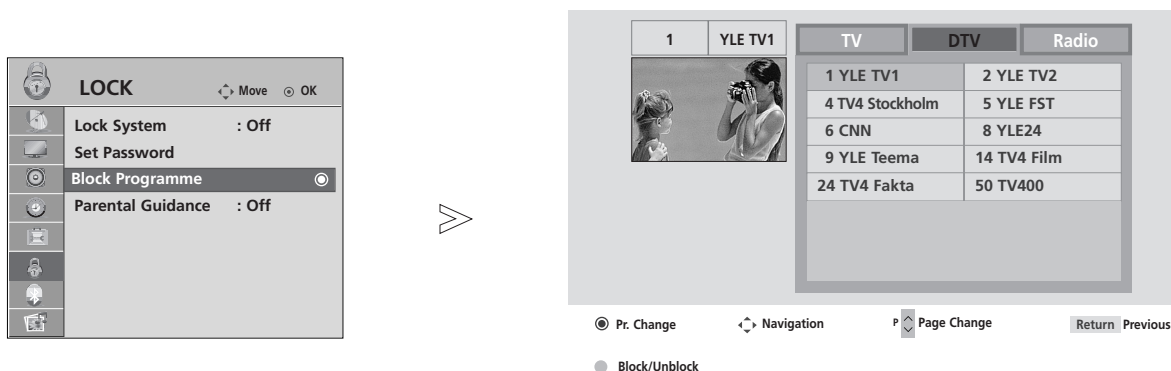 LOCK
Move OK
Lock System : Off
Set Password
Block Programme
Parental Guidance : Off
1 YLE TV1
TV DTV Radio
1 YLE TV1 2 YLE TV2
4 TV4 Stockholm 5 YLE FST
6 CNN 8 YLE24
9 YLE Teema 14 TV4 Film
24 TV4 Fakta 50 TV400
Pr. Change Navigation P Page Change Return Previous
Block/Unblock